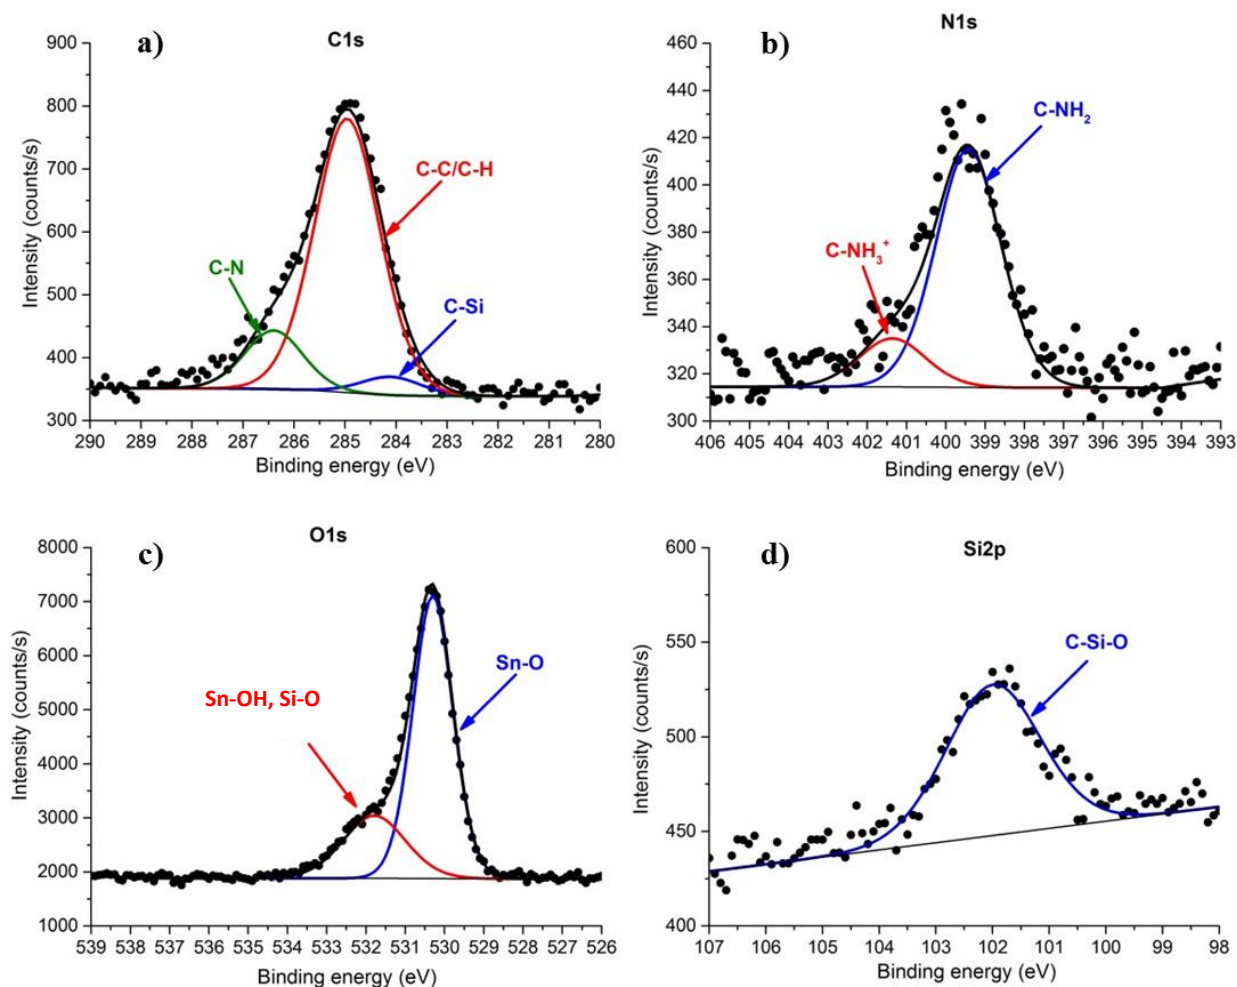 a)
C1s
900
800
700
600
500
400
300
Intensity (counts/s)
C-C/C-H
C-N
C-Si
290 289 288 287 286 285 284 283 282 281 280
Binding energy (eV)
b)
N1s
460
440
420
400
380
360
340
320
300
Intensity (counts/s)
C-NH₂
C-NH₃⁺
406 405 404 403 402 401 400 399 398 397 396 395 394 393
Binding energy (eV)
c)
O1s
8000
7000
6000
5000
4000
3000
2000
1000
Intensity (counts/s)
Sn-O
Sn-OH, Si-O
539 538 537 536 535 534 533 532 531 530 529 528 527 526
Binding energy (eV)
d)
Si2p
600
550
500
450
400
Intensity (counts/s)
C-Si-O
107 106 105 104 103 102 101 100 99 98
Binding energy (eV)